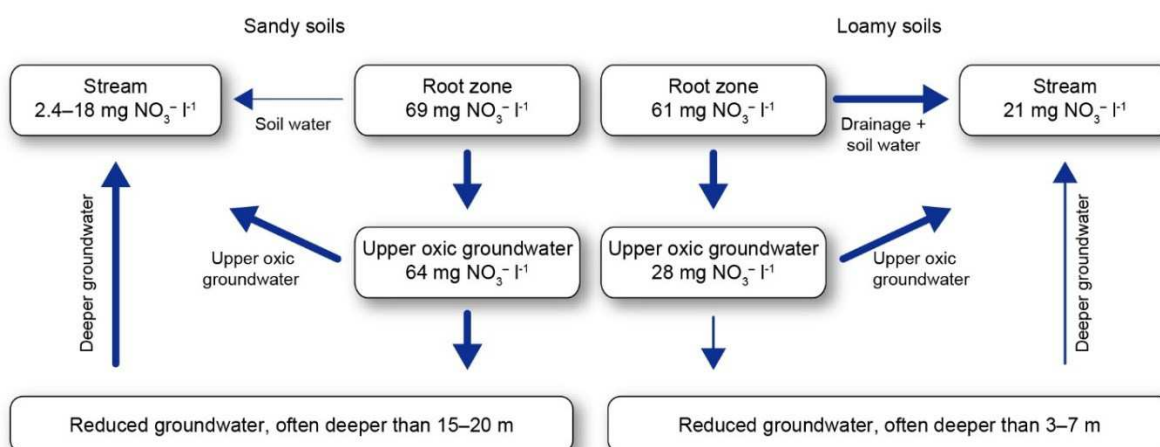 Sandy soils
Loamy soils
Stream
2.4–18 mg NO₃⁻ l⁻¹
Soil water
Root zone
69 mg NO₃⁻ l⁻¹
Root zone
61 mg NO₃⁻ l⁻¹
Drainage +
soil water
Stream
21 mg NO₃⁻ l⁻¹
Deeper groundwater
Upper oxic
groundwater
Upper oxic groundwater
64 mg NO₃⁻ l⁻¹
Upper oxic groundwater
28 mg NO₃⁻ l⁻¹
Upper oxic
groundwater
Deeper groundwater
Reduced groundwater, often deeper than 15–20 m
Reduced groundwater, often deeper than 3–7 m